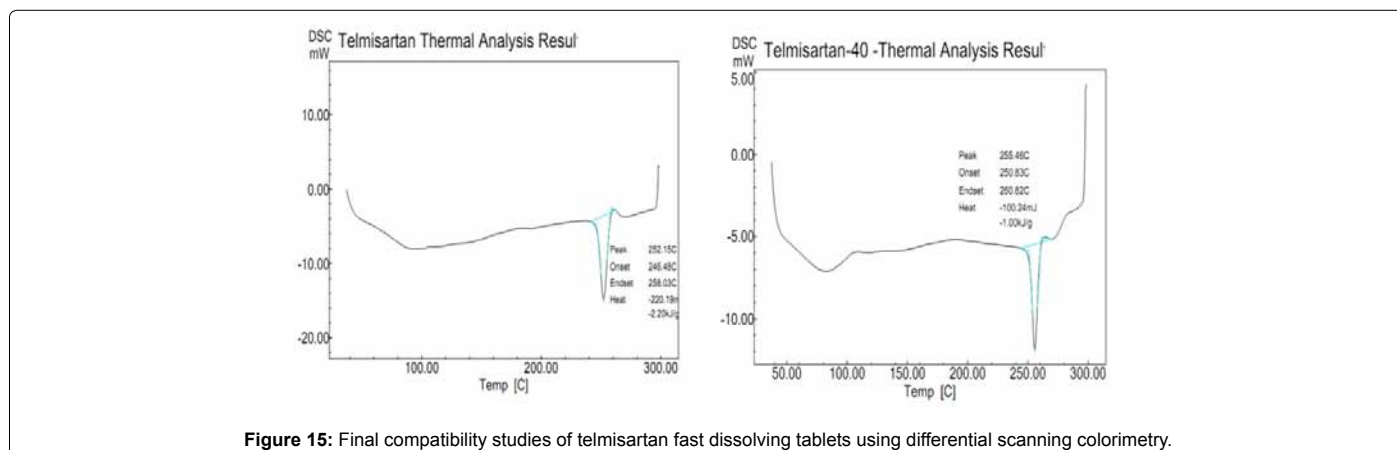 DSC
mW
Telmisartan Thermal Analysis Resul
10.00
0.00
-10.00
-20.00
Peak 252.15C
Onset 246.48C
Endset 258.03C
Heat -220.19m
-2.20kJ/g
100.00 200.00 300.00
Temp [C]
DSC
mW
Telmisartan-40 -Thermal Analysis Resul
5.00
0.00
-5.00
-10.00
Peak 255.46C
Onset 250.83C
Endset 260.82C
Heat -100.24mJ
-1.00kJ/g
50.00 100.00 150.00 200.00 250.00 300.00
Temp [C]
Figure 15: Final compatibility studies of telmisartan fast dissolving tablets using differential scanning colorimetry.